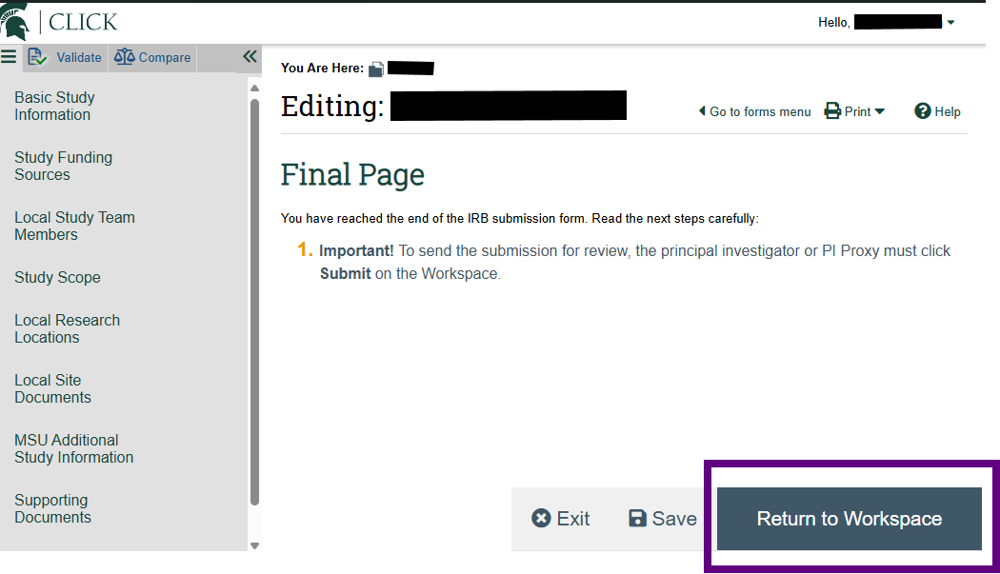 CLICK
Hello,
Validate
Compare
You Are Here:
Editing:
Go to forms menu
Print
Help
Basic Study
Information
Study Funding
Sources
Local Study Team
Members
Study Scope
Local Research
Locations
Local Site
Documents
MSU Additional
Study Information
Supporting
Documents
Final Page
You have reached the end of the IRB submission form. Read the next steps carefully:
1. Important! To send the submission for review, the principal investigator or PI Proxy must click
Submit on the Workspace.
Exit
Save
Return to Workspace